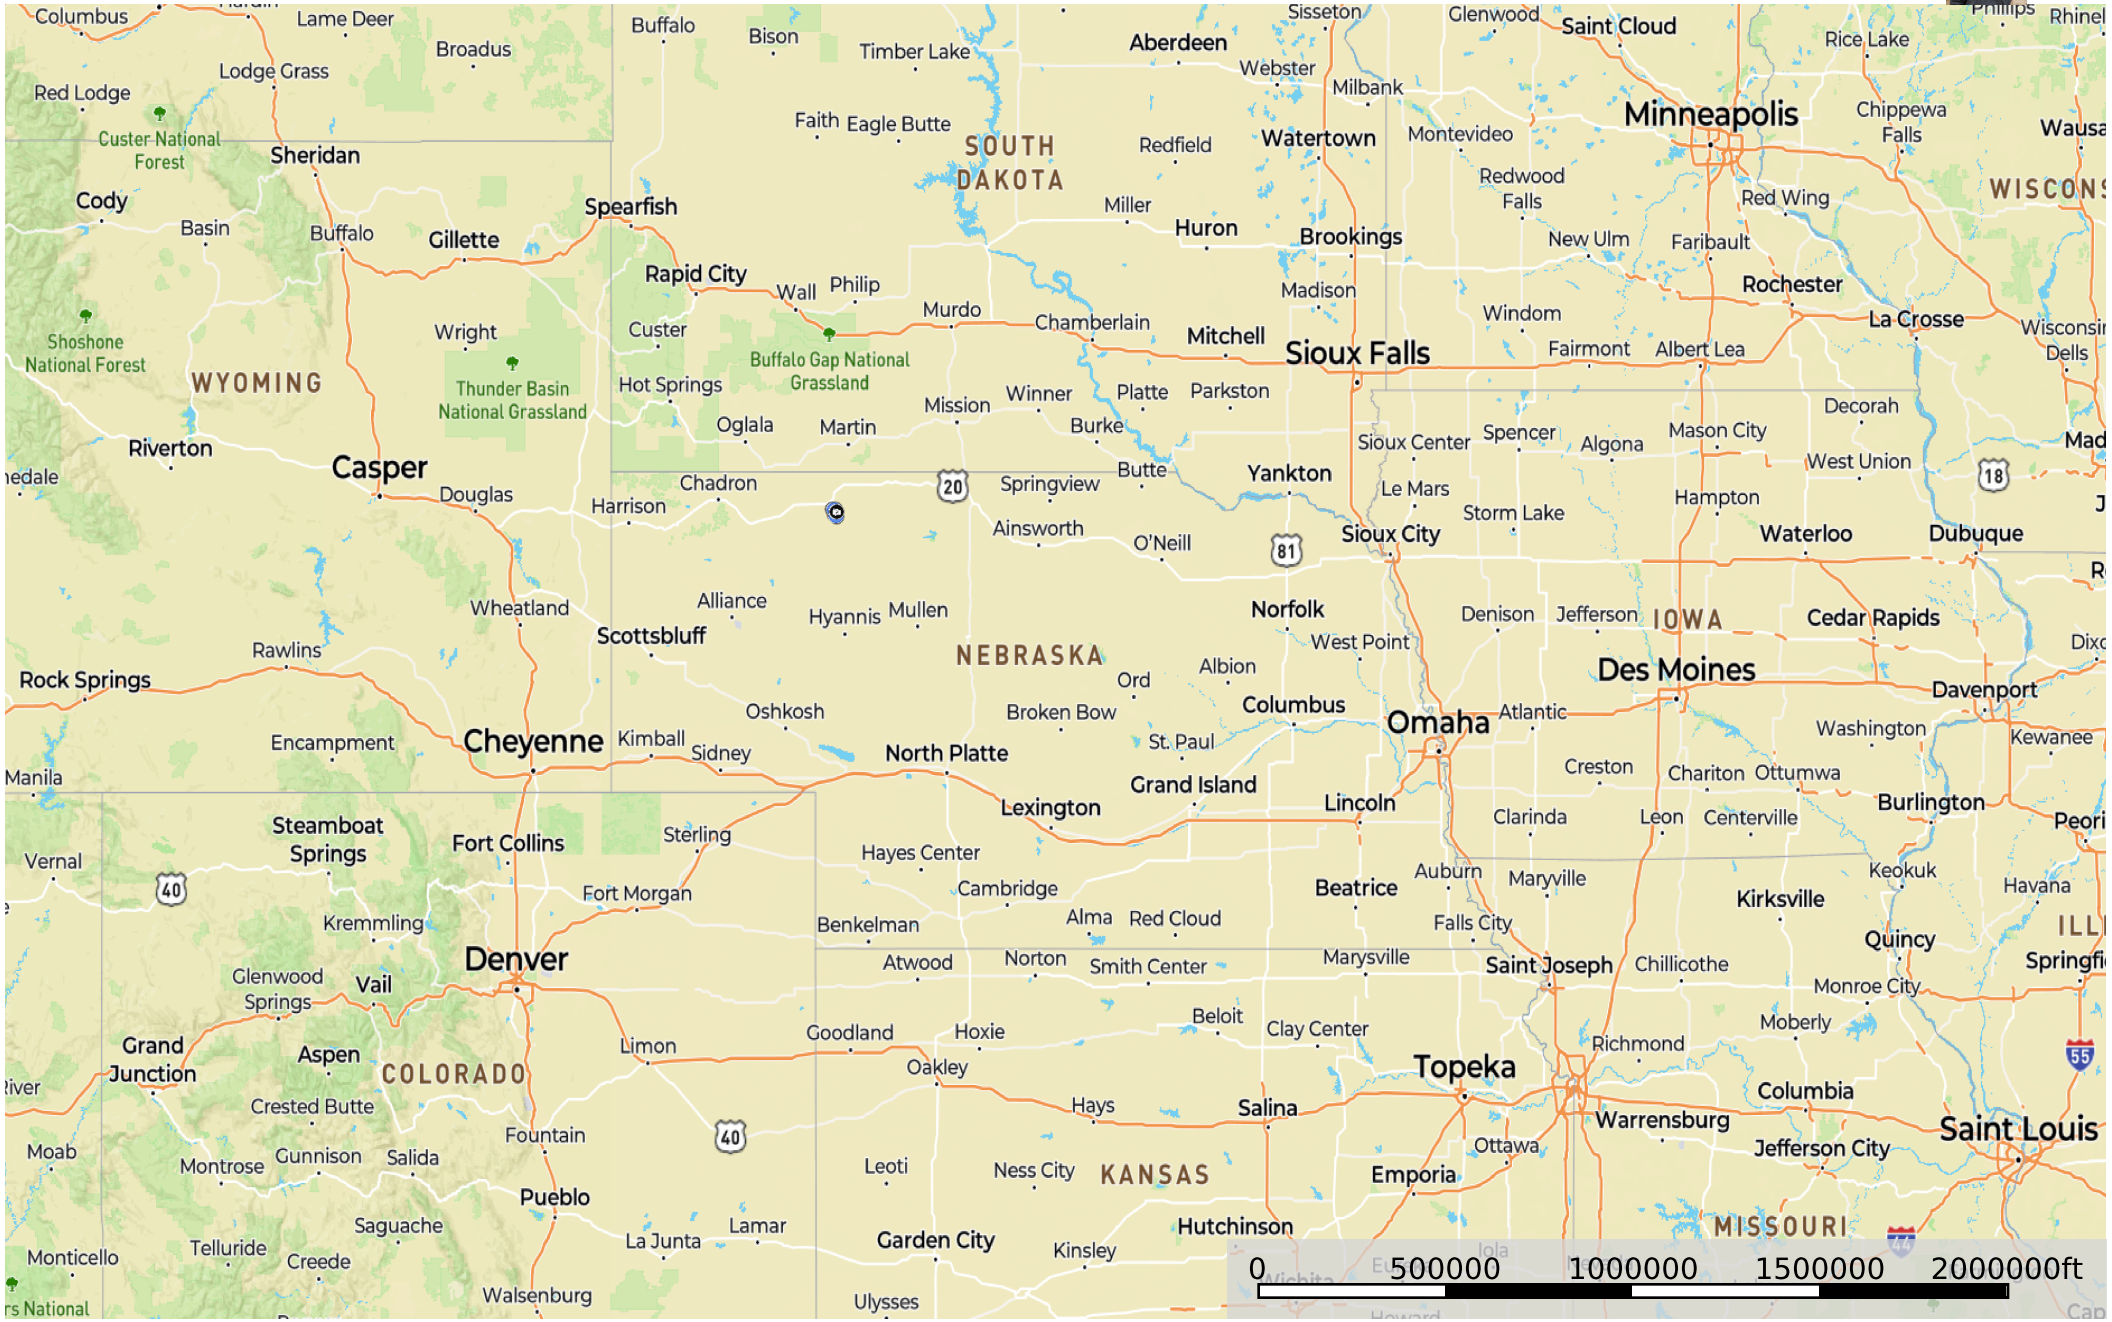 Columbus
Hardin
Lame Deer
Buffalo
Bison
Timber Lake
Aberdeen
Sisseton
Glenwood
Saint Cloud
Phillips
Rice Lake
Broadus
Webster
Lodge Grass
Milbank
Red Lodge
Minneapolis
Chippewa
Falls
Custer National
Forest
Faith
Eagle Butte
SOUTH
DAKOTA
Redfield
Watertown
Montevideo
Sheridan
Redwood
Falls
Cody
Basin
Spearfish
Miller
Red Wing
Buffalo
Gillette
Huron
Brookings
New Ulm
Faribault
Rapid City
Wall
Philip
Madison
Rochester
Shoshone
National Forest
Wright
Custer
Murdo
Chamberlain
Mitchell
Windom
La Crosse
Dells
Buffalo Gap National
Grassland
Sioux Falls
Fairmont
Albert Lea
WYOMING
Thunder Basin
National Grassland
Hot Springs
Mission
Winner
Platte
Parkston
Decorah
Oglala
Martin
Burke
Sioux Center
Spencer
Algona
Mason City
Riverton
Casper
Butte
Yankton
West Union
18
Douglas
Harrison
Chadron
20
Springview
Le Mars
Storm Lake
Hampton
Ainsworth
O'Neill
81
Sioux City
Waterloo
Dubuque
Wheatland
Alliance
Hyannis
Mullen
Norfolk
Denison
Jefferson
IOWA
Cedar Rapids
Scottsbluff
West Point
Rawlins
NEBRASKA
Albion
Des Moines
Rock Springs
Ord
Davenport
Oshkosh
Broken Bow
Columbus
Omaha
Atlantic
Washington
Encampment
Cheyenne
Kimball
Sidney
North Platte
St. Paul
Kewanee
Manila
Grand Island
Creston
Chariton
Ottumwa
Lexington
Lincoln
Burlington
Steamboat
Springs
Fort Collins
Sterling
Clarinda
Leon
Centerville
Vernal
Hayes Center
Auburn
Maryville
Keokuk
40
Fort Morgan
Cambridge
Beatrice
Kirksville
Havana
Kremmling
Benkelman
Alma
Red Cloud
Falls City
Quincy
Denver
Atwood
Norton
Smith Center
Marysville
Saint Joseph
Chillicothe
Glenwood
Springs
Vail
Monroe City
Goodland
Hoxie
Beloit
Clay Center
Moberly
Grand
Junction
Aspen
Limon
Richmond
55
COLORADO
Oakley
Topeka
Columbia
Crested Butte
Hays
Salina
Warrensburg
Saint Louis
Moab
Fountain
40
Ottawa
Jefferson City
Montrose
Gunnison
Salida
Leoti
Ness City
KANSAS
Emporia
Pueblo
Saguache
Lamar
Hutchinson
MISSOURI
44
Monticello
Telluride
Creede
La Junta
Garden City
Kinsley
Iola
0 500000 1000000 1500000 2000000ft
Wichita
Walsenburg
Ulysses
Howard